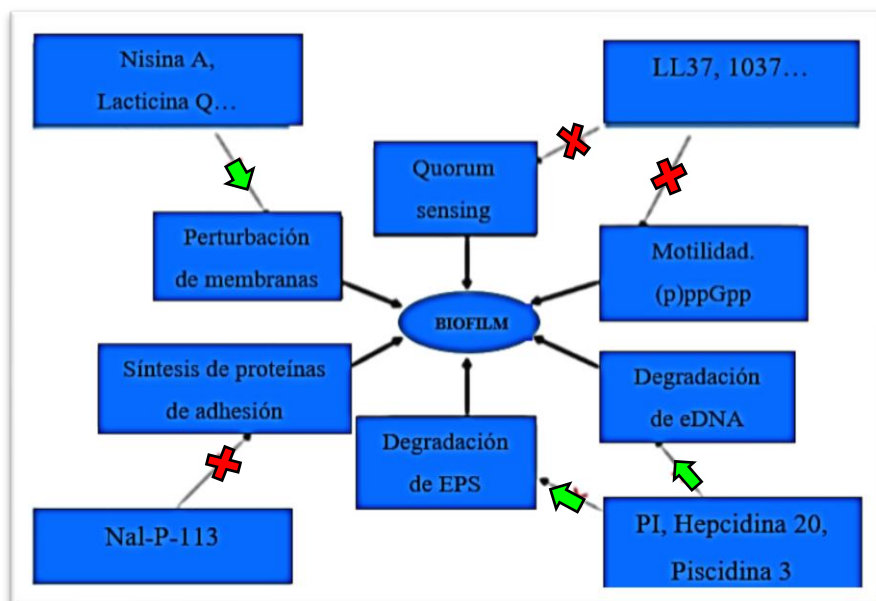 Nisina A,
Lacticina Q...
LL37, 1037...
Quorum
sensing
Perturbación
de membranas
Motilidad.
(p)ppGpp
BIOFILM
Síntesis de proteínas
de adhesión
Degradación
de eDNA
Degradación
de EPS
Nal-P-113
PI, Hepcidina 20,
Piscidina 3